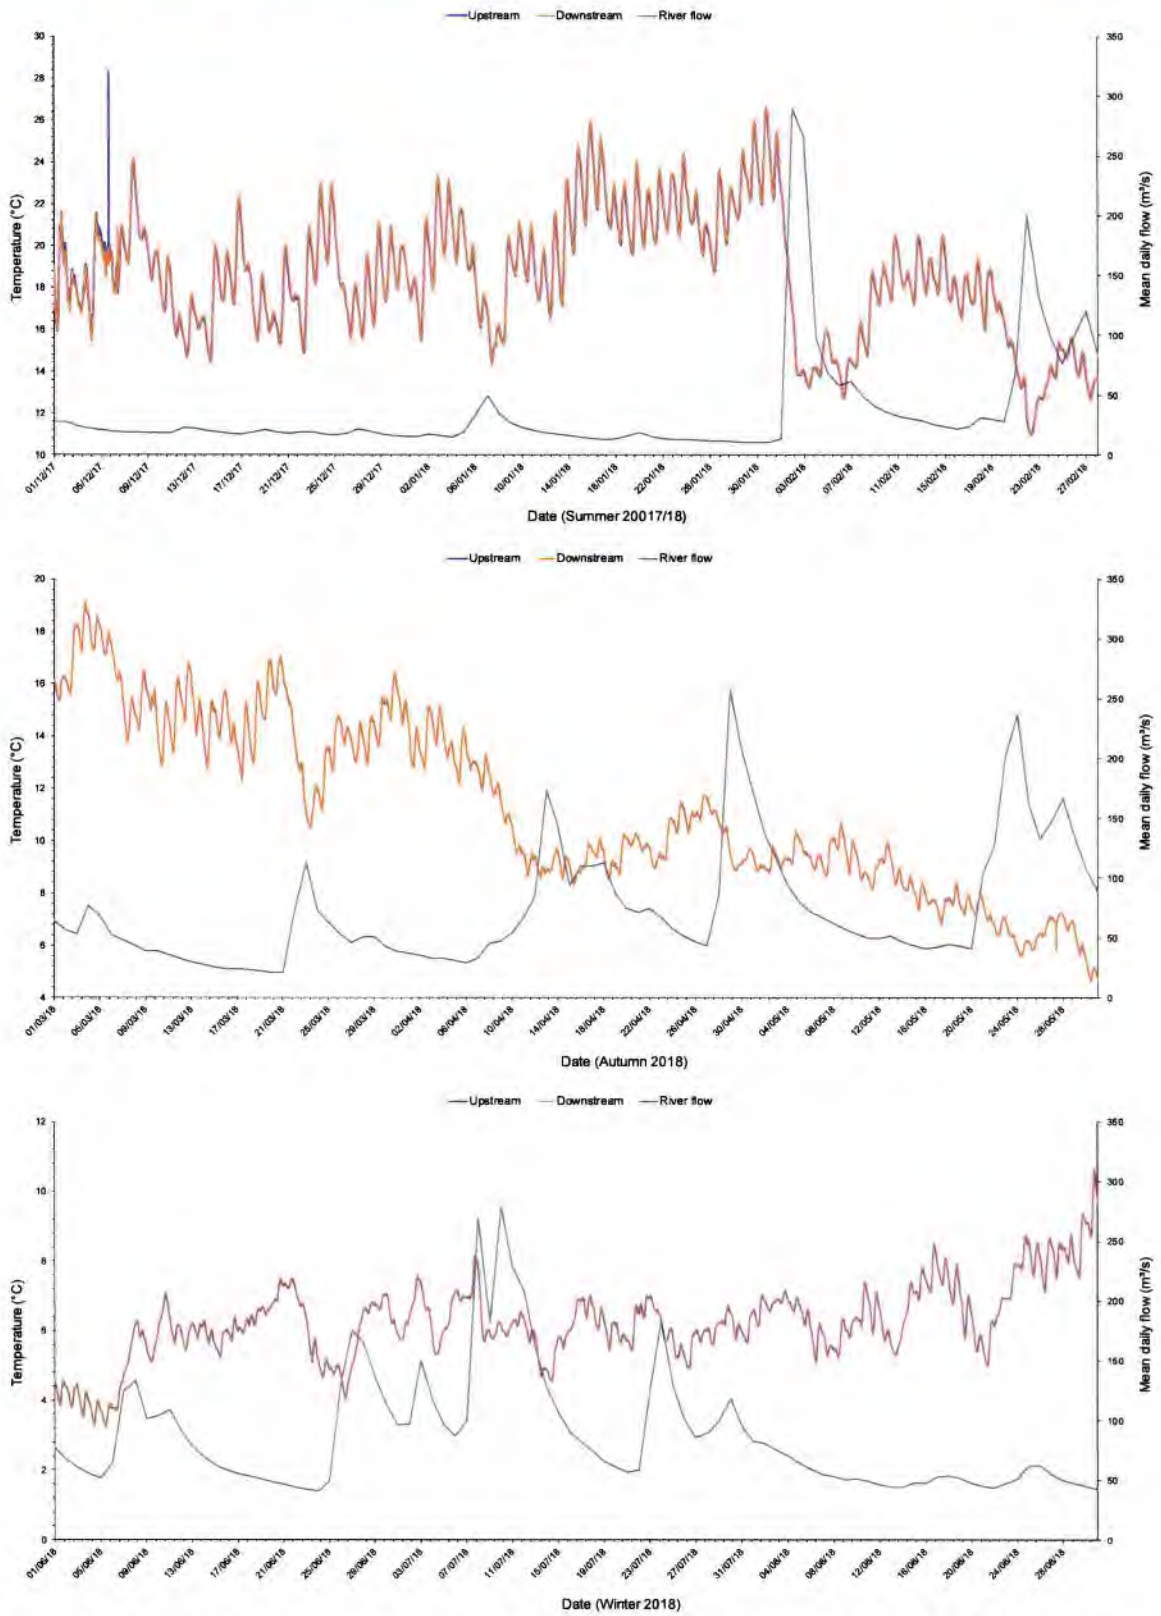 Upstream Downstream River flow
30 350
28
26 300
24 250
22 200
20
18 150
16 100
14
12 50
10 0
Temperature (°C)
Mean daily flow (m³/s)
01/12/17 05/12/17 09/12/17 13/12/17 17/12/17 21/12/17 25/12/17 29/12/17 02/01/18 06/01/18 10/01/18 14/01/18 18/01/18 22/01/18 26/01/18 30/01/18 03/02/18 07/02/18 11/02/18 15/02/18 19/02/18 23/02/18 27/02/18
Date (Summer 20017/18)
Upstream Downstream River flow
20 350
18 300
16 250
14 200
12
10 150
8 100
6 50
4 0
Temperature (°C)
Mean daily flow (m³/s)
01/03/18 05/03/18 09/03/18 13/03/18 17/03/18 21/03/18 25/03/18 29/03/18 02/04/18 06/04/18 10/04/18 14/04/18 18/04/18 22/04/18 26/04/18 30/04/18 04/05/18 08/05/18 12/05/18 16/05/18 20/05/18 24/05/18 28/05/18
Date (Autumn 2018)
Upstream Downstream River flow
12 350
10 300
8 250
6 200
4 150
2 100
0 50
0
Temperature (°C)
Mean daily flow (m³/s)
01/06/18 05/06/18 09/06/18 13/06/18 17/06/18 21/06/18 25/06/18 29/06/18 03/07/18 07/07/18 11/07/18 15/07/18 19/07/18 23/07/18 27/07/18 31/07/18 04/08/18 08/08/18 12/08/18 16/08/18 20/08/18 24/08/18 28/08/18
Date (Winter 2018)